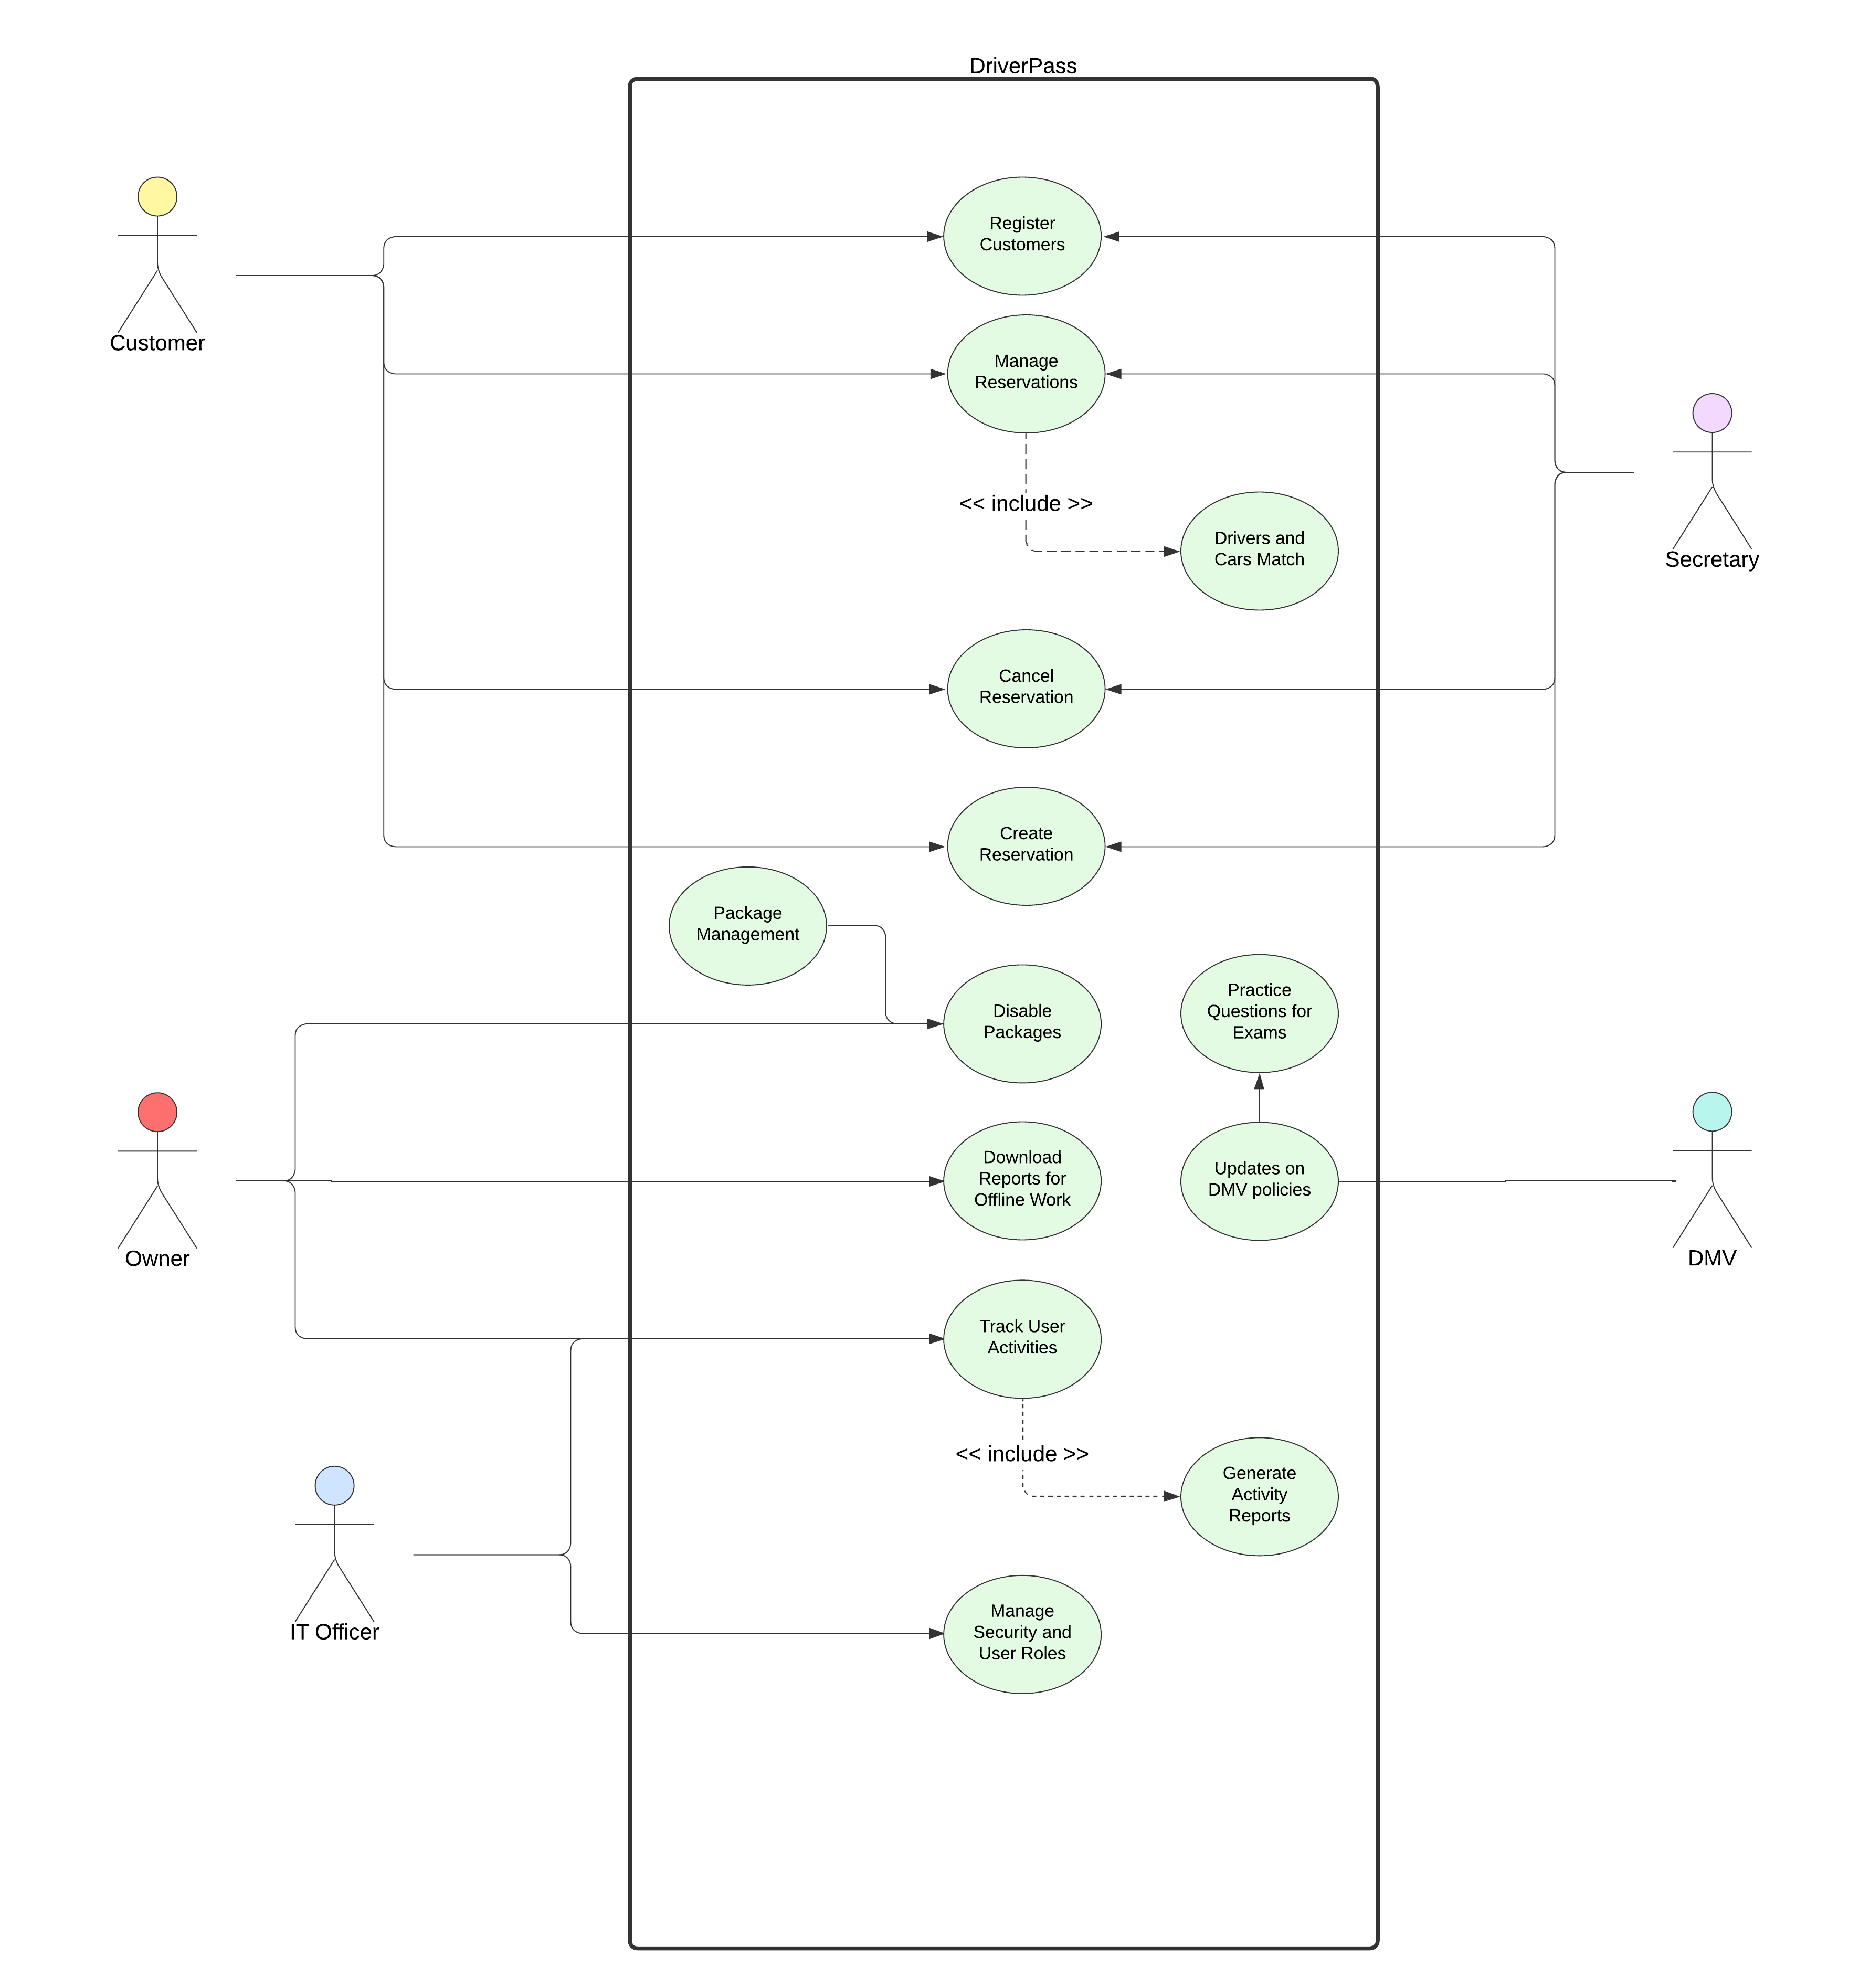 DriverPass
Register
Customers
Customer
Manage
Reservations
<< include >>
Drivers and
Cars Match
Secretary
Cancel
Reservation
Create
Reservation
Package
Management
Disable
Packages
Practice
Questions for
Exams
Owner
Download
Reports for
Offline Work
Updates on
DMV policies
DMV
Track User
Activities
<< include >>
Generate
Activity
Reports
IT Officer
Manage
Security and
User Roles